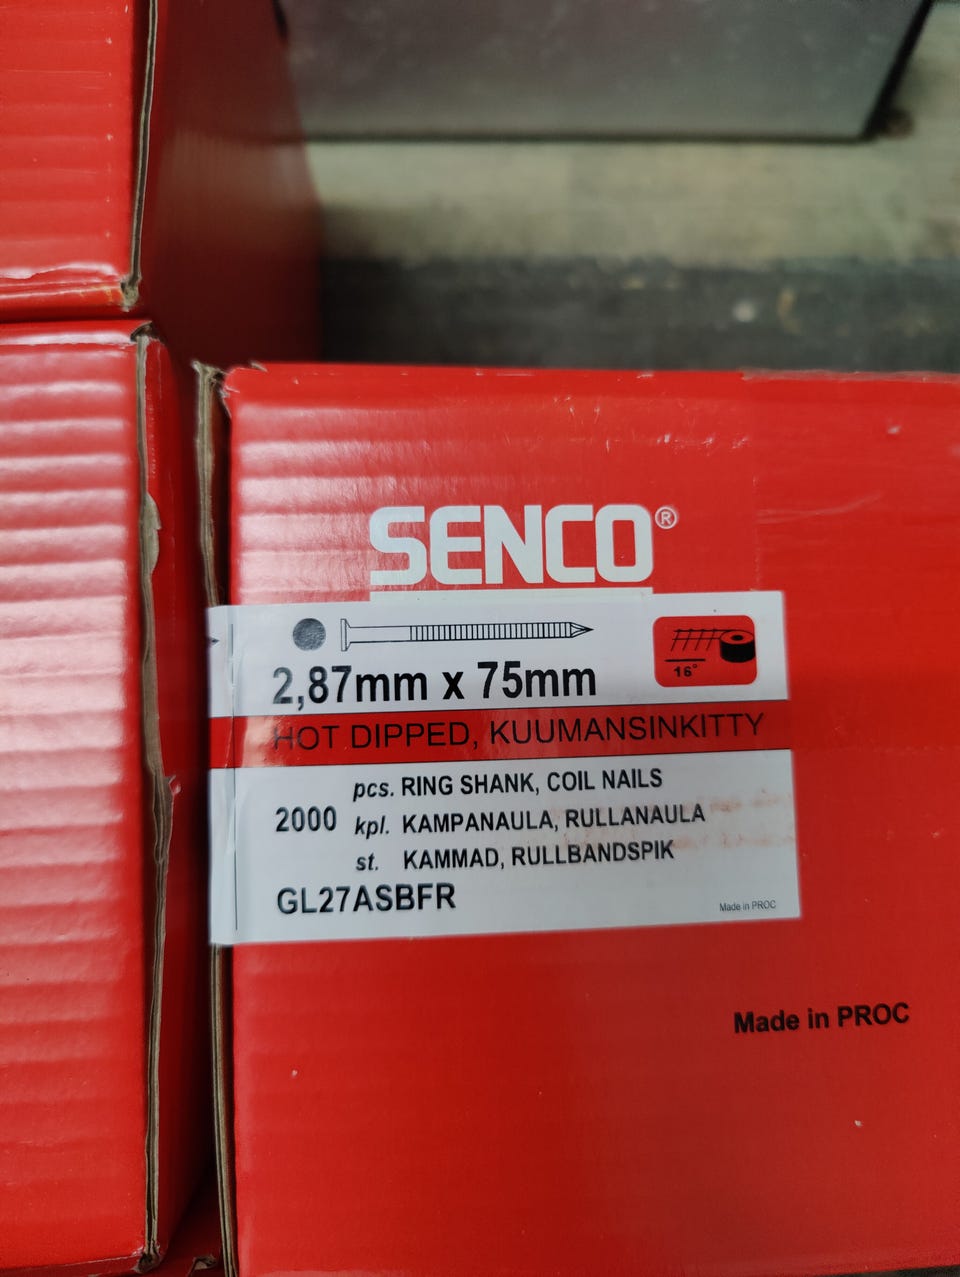 SENCO®
2,87mm x 75mm
16°
HOT DIPPED, KUUMANSINKITTY
pcs. RING SHANK, COIL NAILS
2000 kpl. KAMPANAULA, RULLANAULA
st. KAMMAD, RULLBANDSPIK
GL27ASBFR
Made in PROC
Made in PROC